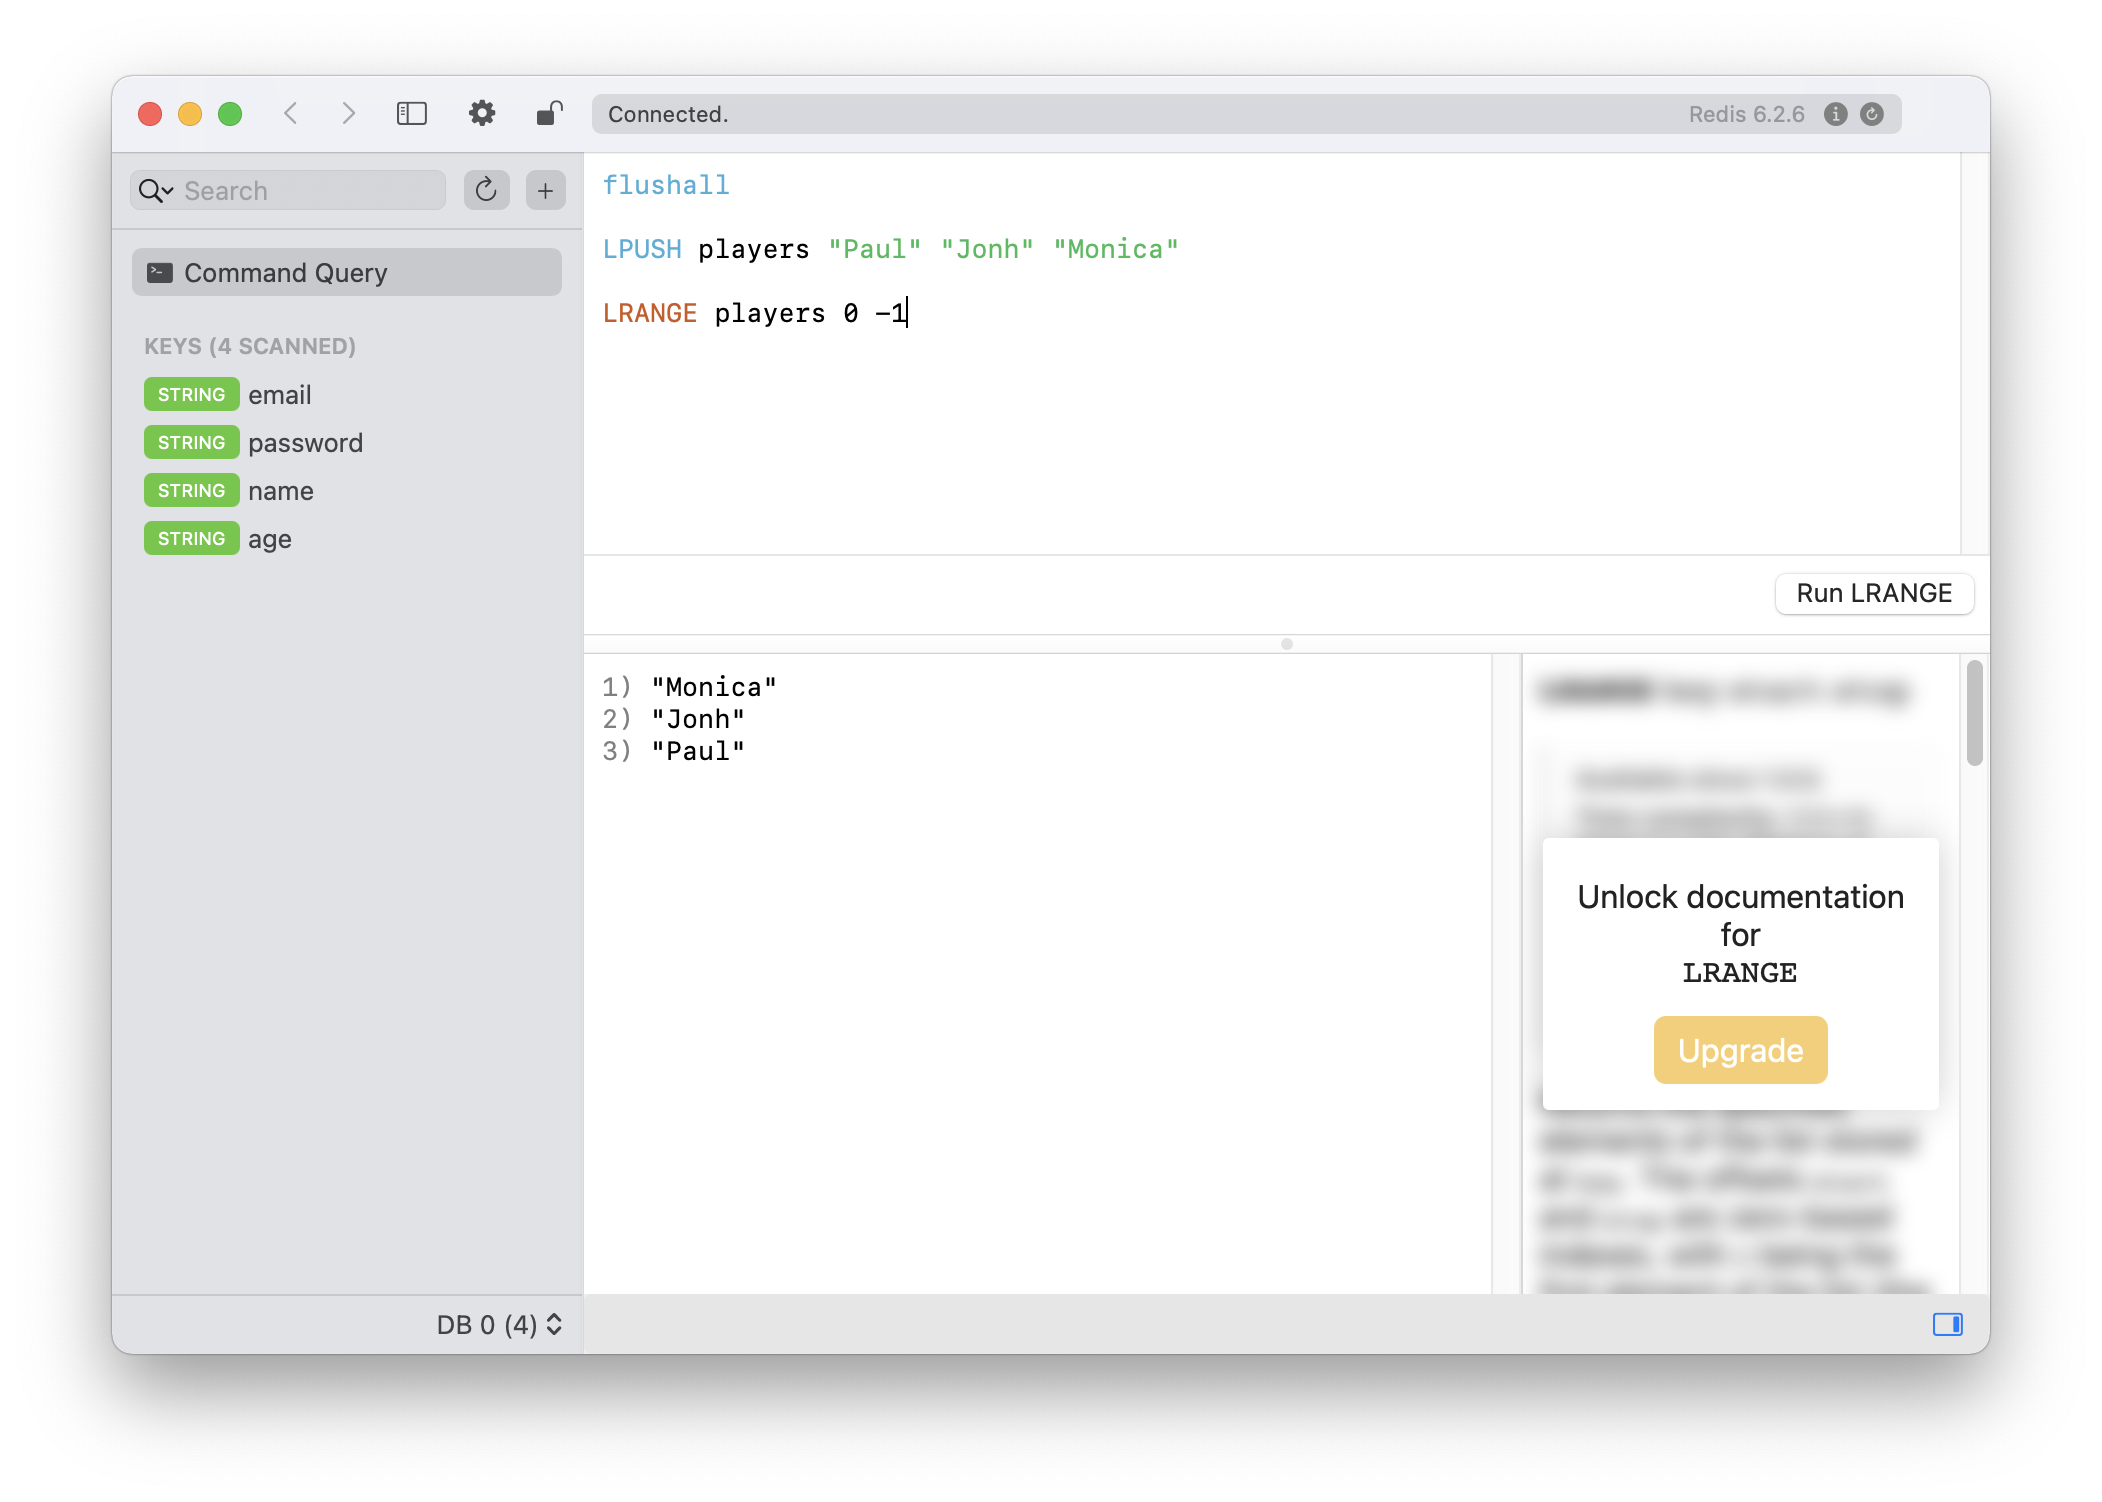 Connected.
Redis 6.2.6
Search
Command Query
KEYS (4 SCANNED)
STRING email
STRING password
STRING name
STRING age
DB 0 (4)
flushall
LPUSH players "Paul" "Jonh" "Monica"
LRANGE players 0 -1
Run LRANGE
1) "Monica"
2) "Jonh"
3) "Paul"
Unlock documentation
for
LRANGE
Upgrade